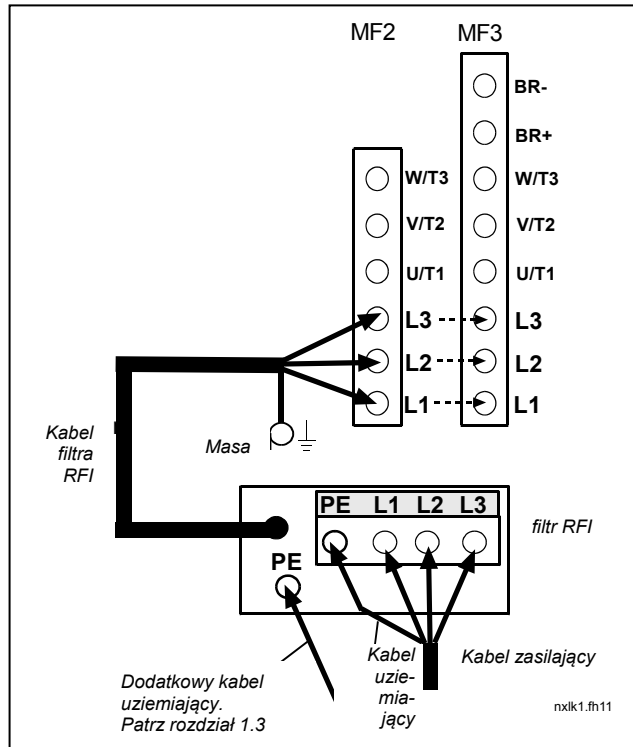 MF2 MF3
BR-
BR+
W/T3 W/T3
V/T2 V/T2
U/T1 U/T1
L3 L3
L2 L2
L1 L1
Kabel
filtra
RFI
Masa
PE L1 L2 L3
filtr RFI
PE
Dodatkowy kabel
uziemiający.
Patrz rozdział 1.3
Kabel
uzie-
mia-
jący
Kabel zasilający
nxlk1.fh11